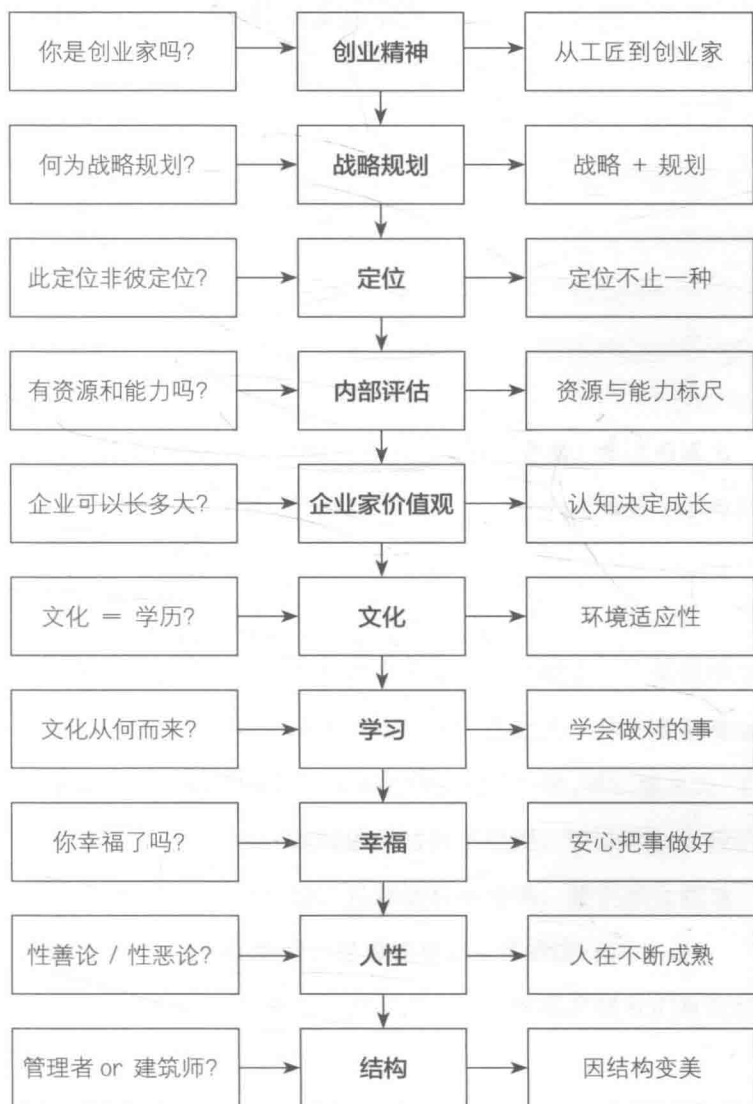 你是创业家吗?
创业精神
从工匠到创业家
何为战略规划?
战略规划
战略 + 规划
此定位非彼定位?
定位
定位不止一种
有资源和能力吗?
内部评估
资源与能力标尺
企业可以长多大?
企业家价值观
认知决定成长
文化 = 学历?
文化
环境适应性
文化从何而来?
学习
学会做对的事
你幸福了吗?
幸福
安心把事做好
性善论 / 性恶论?
人性
人在不断成熟
管理者 or 建筑师?
结构
因结构变美